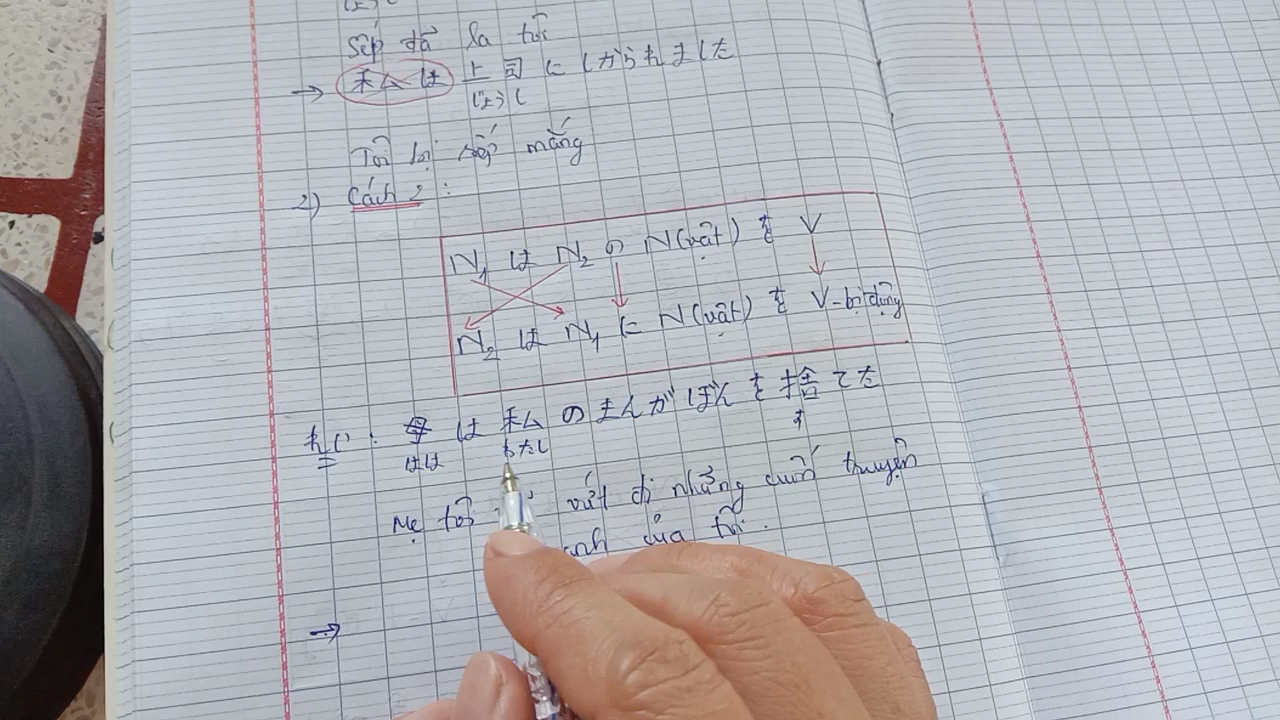 Sếp đã la tôi
→ 私は 上司 に しかられました
じょうし
Tôi bị sếp mắng
2) Cách 2 :
N1 は N2 の N(vật) を V
N2 は N1 に N(vật) を V-bị động
れい : 母 は 私 のまんがぼんを捨てた
はは わたし す
Mẹ tôi vứt đi những cuốn truyện
của tôi.
→